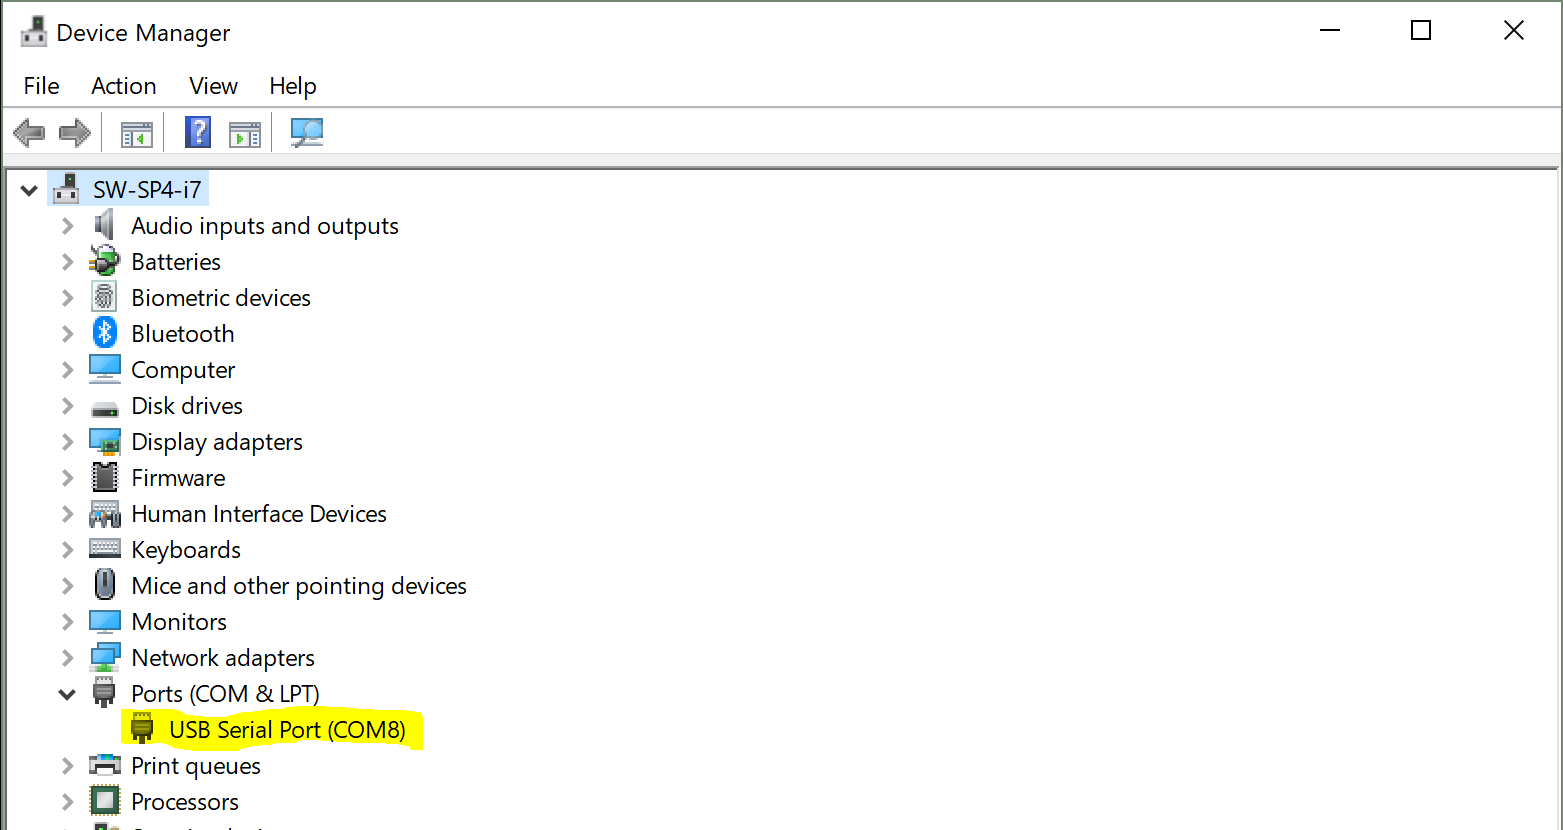 Device Manager
File Action View Help
SW-SP4-i7
Audio inputs and outputs
Batteries
Biometric devices
Bluetooth
Computer
Disk drives
Display adapters
Firmware
Human Interface Devices
Keyboards
Mice and other pointing devices
Monitors
Network adapters
Ports (COM & LPT)
USB Serial Port (COM8)
Print queues
Processors